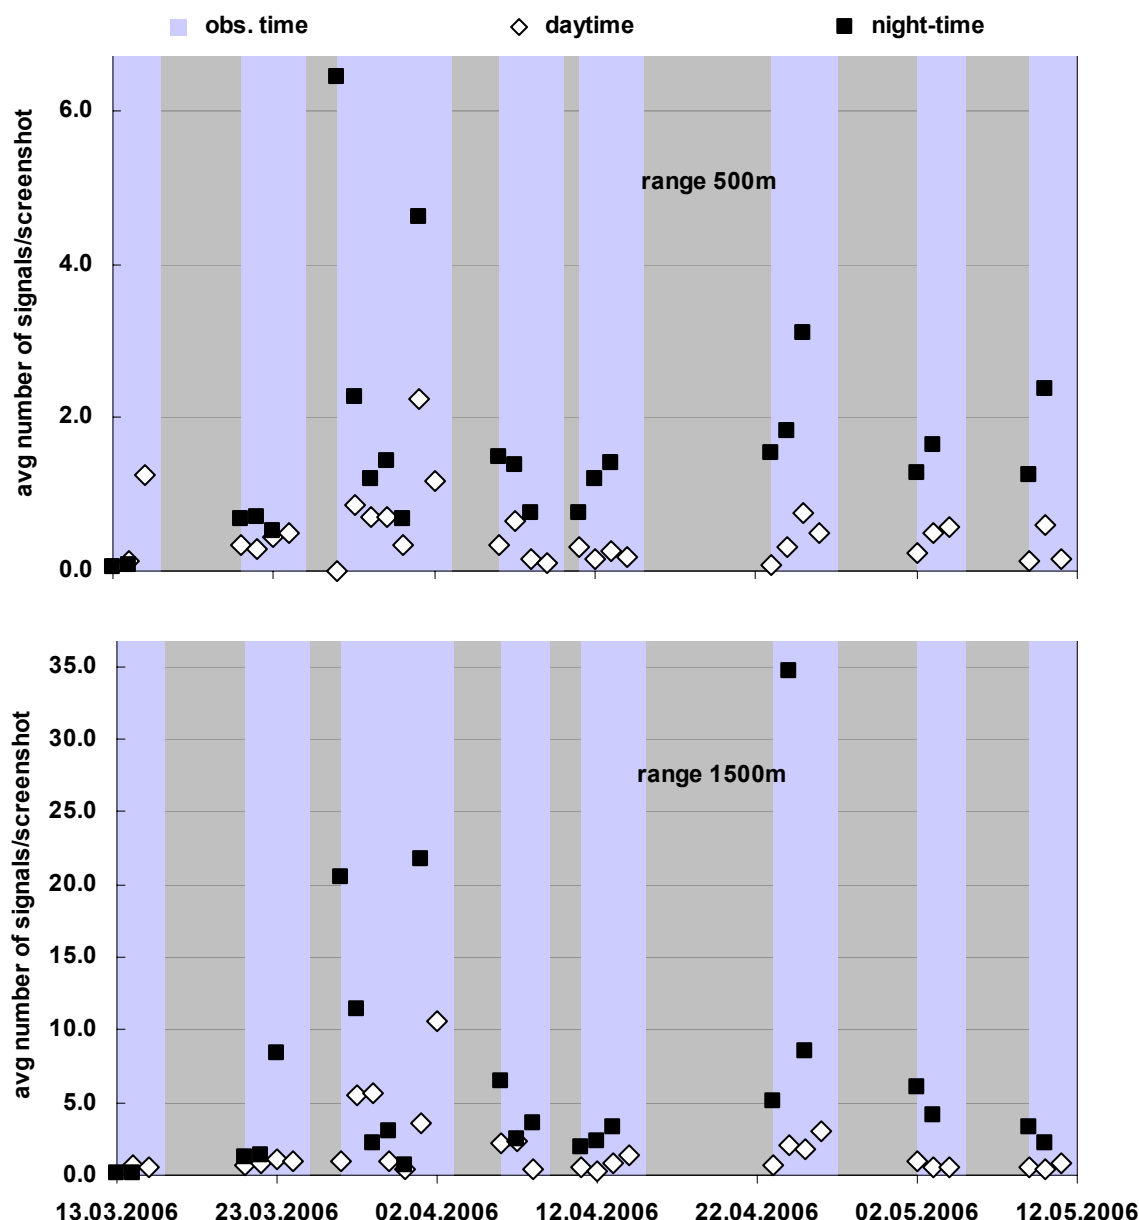 obs. time daytime night-time
avg number of signals/screenshot
6.0
range 500m
4.0
2.0
0.0
avg number of signals/screenshot
35.0
30.0
range 1500m
25.0
20.0
15.0
10.0
5.0
0.0
13.03.2006 23.03.2006 02.04.2006 12.04.2006 22.04.2006 02.05.2006 12.05.2006